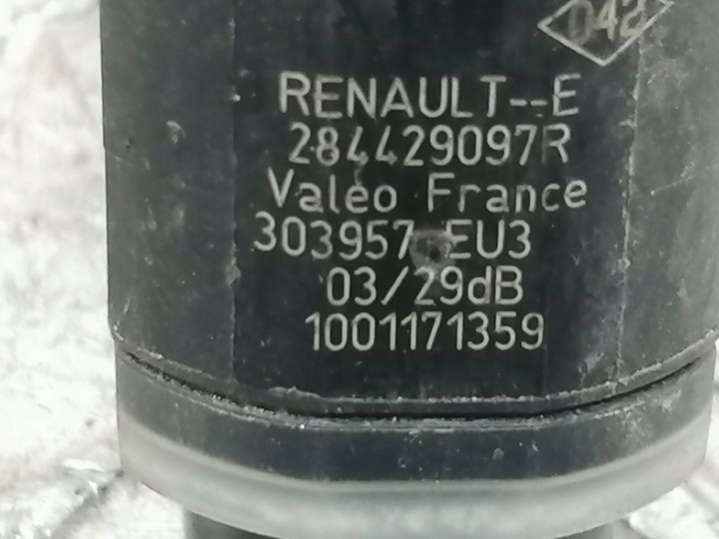 042
RENAULT--E
284429097R
Valeo France
303957 EU3
03/29dB
1001171359